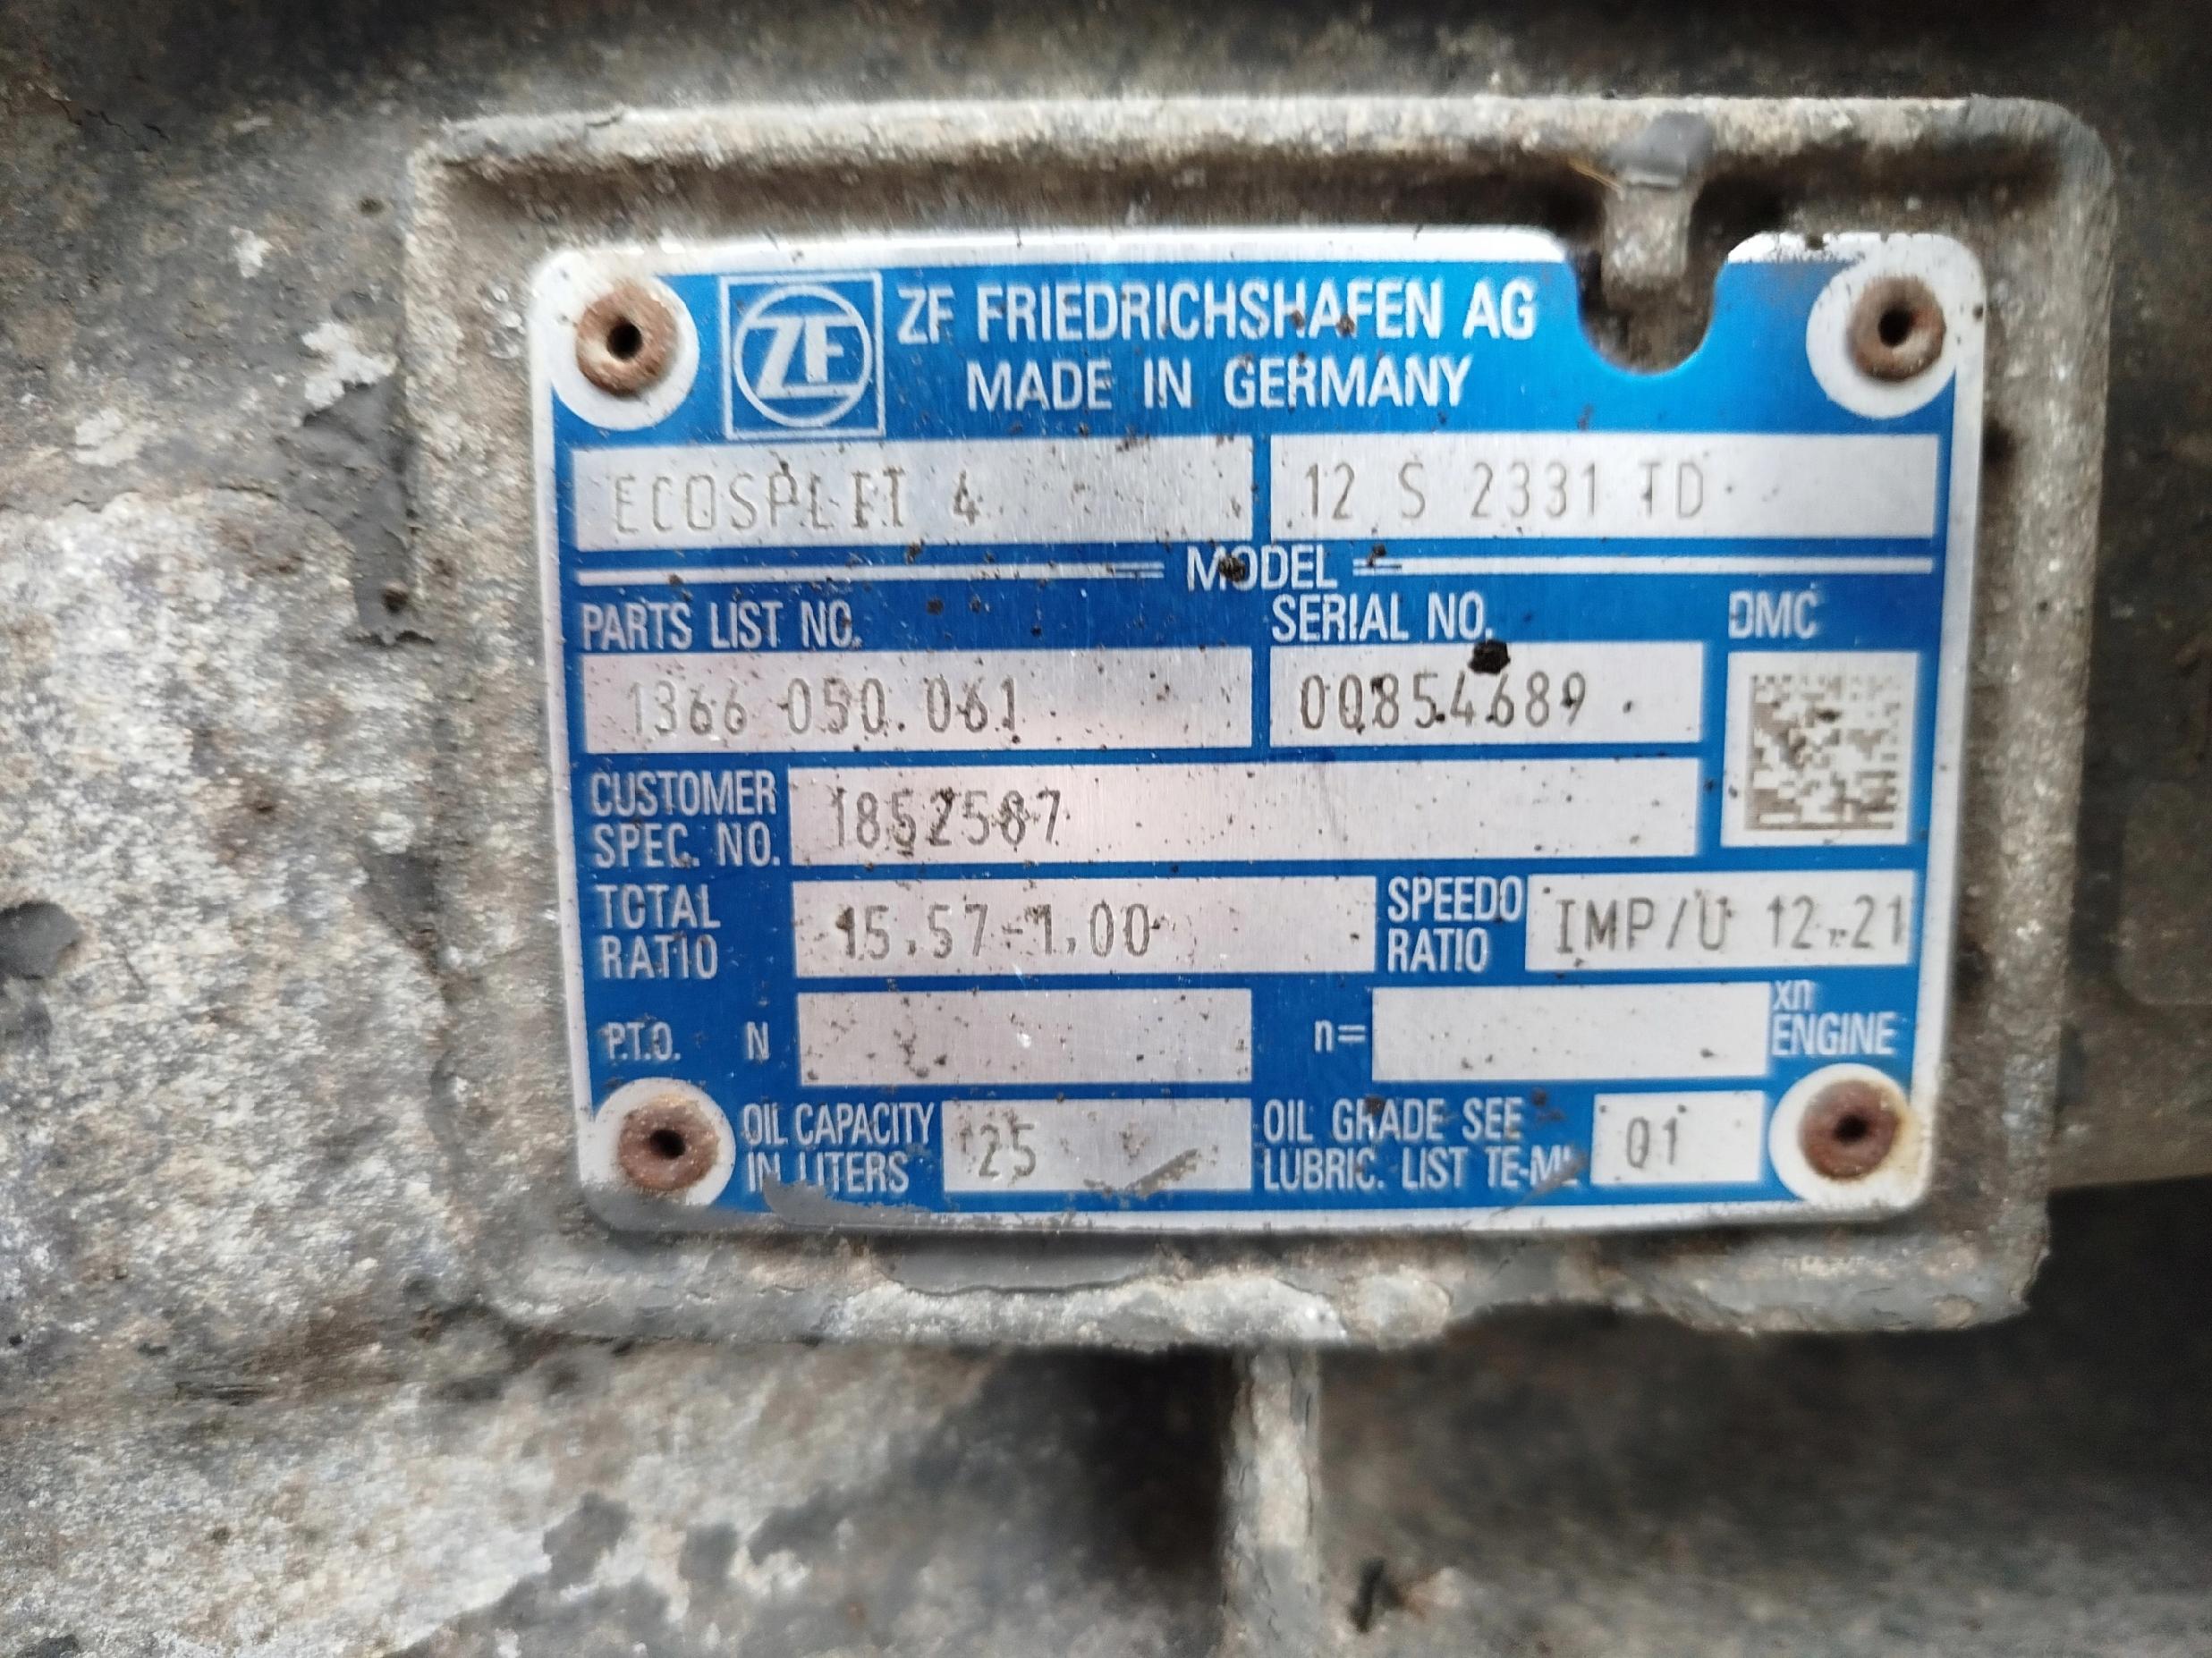 ZF ZF FRIEDRICHSHAFEN AG
MADE IN GERMANY
ECOSPLIT 4 12 S 2331 TD
MODEL
PARTS LIST NO. SERIAL NO. DMC
1366 050.061 00854689
CUSTOMER SPEC. NO. 1852587
TOTAL RATIO 15.57-1.00 SPEEDO RATIO IMP/U 12-21
P.T.O. N n= xn ENGINE
OIL CAPACITY IN LITERS 25 OIL GRADE SEE LUBRIC. LIST TE-ML 01